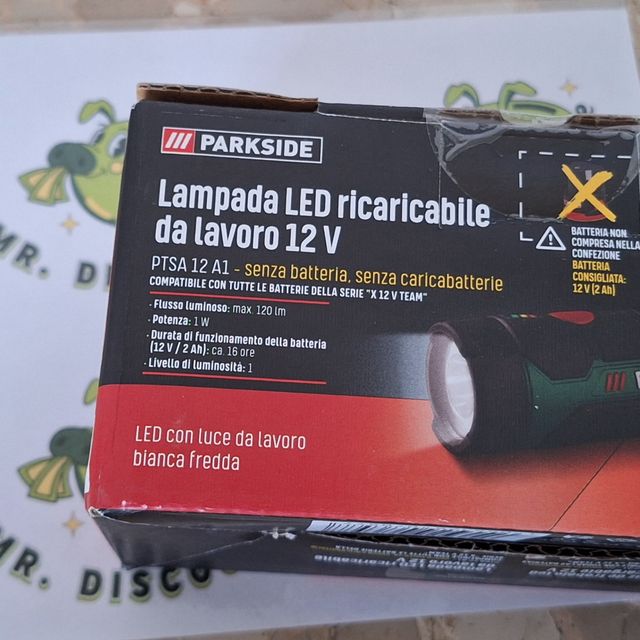 PARKSIDE
Lampada LED ricaricabile
da lavoro 12 V
PTSA 12 A1 - senza batteria, senza caricabatterie
COMPATIBILE CON TUTTE LE BATTERIE DELLA SERIE "X 12 V TEAM"
· Flusso luminoso: max. 120 lm
· Potenza: 1 W
· Durata di funzionamento della batteria
(12 V / 2 Ah): ca. 16 ore
· Livello di luminosità: 1
BATTERIA NON
COMPRESA NELLA
CONFEZIONE
BATTERIA
CONSIGLIATA:
12 V (2 Ah)
LED con luce da lavoro
bianca fredda
MR. DISCO
MR. DISCO